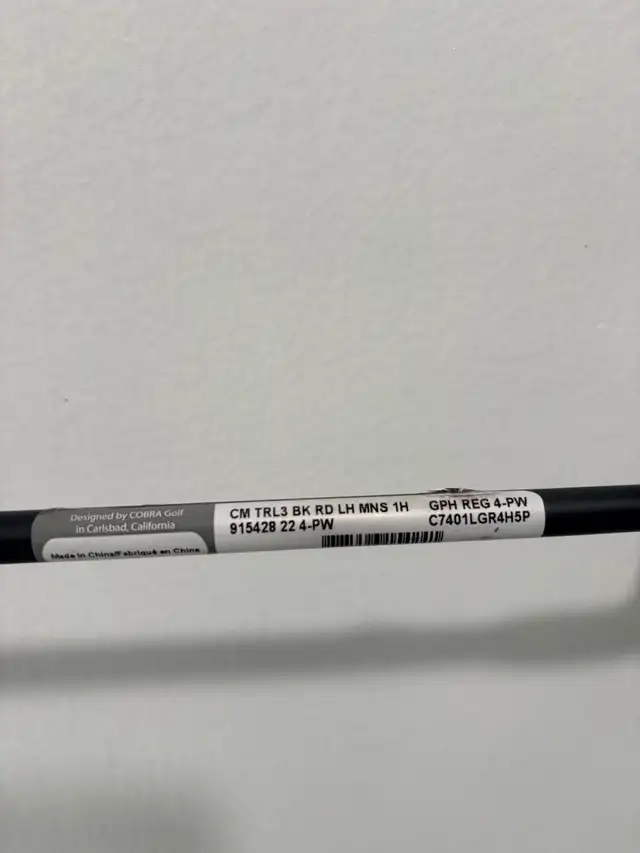 Designed by COBRA Golf
in Carlsbad, California
Made in China/Fabriqué en Chine
CM TRL3 BK RD LH MNS 1H GPH REG 4-PW
915428 22 4-PW C7401LGR4H5P